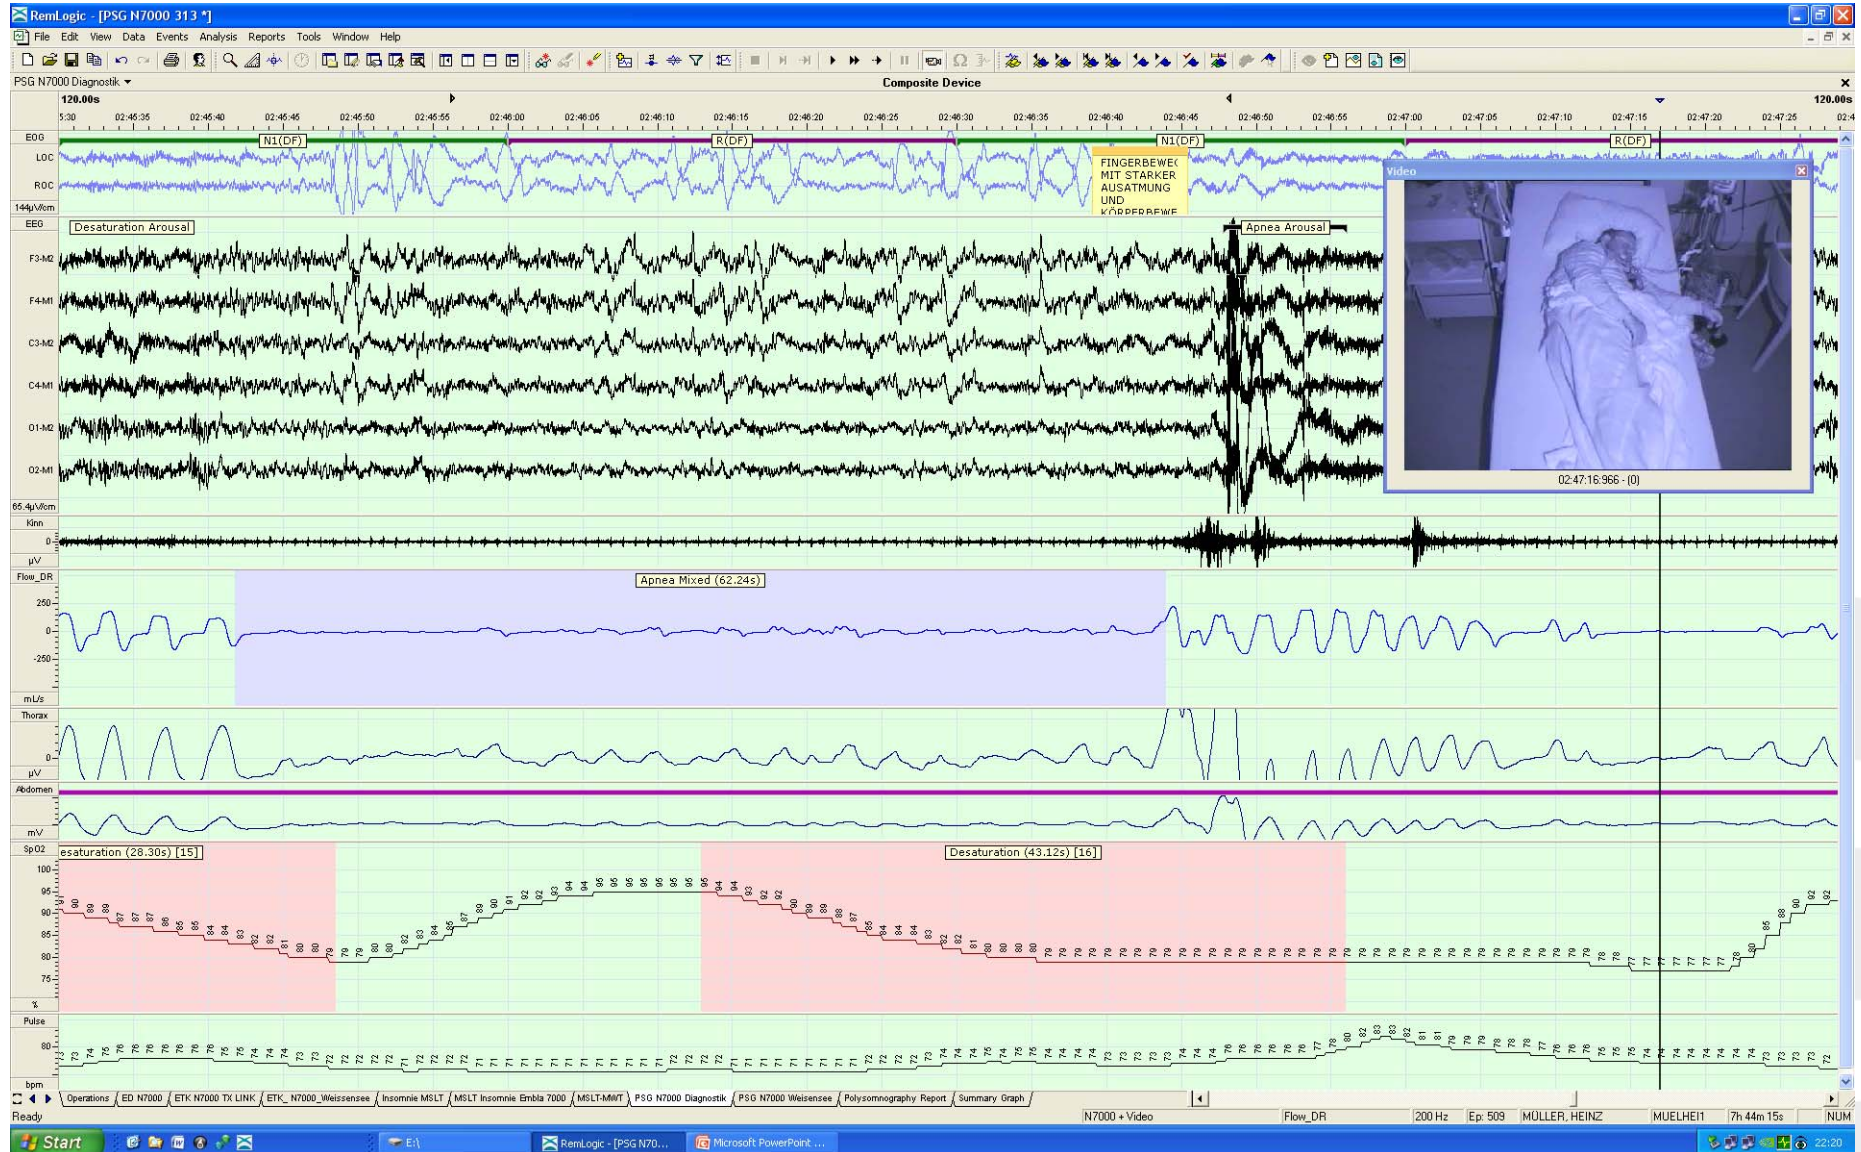 RemLogic - [PSG N7000 313 *]
File Edit View Data Events Analysis Reports Tools Window Help
PSG N7000 Diagnostik
Composite Device
120.00s 120.00s
5:30 02:45:35 02:45:40 02:45:45 02:45:50 02:45:55 02:46:00 02:46:05 02:46:10 02:46:15 02:46:20 02:46:25 02:46:30 02:46:35 02:46:40 02:46:45 02:46:50 02:46:55 02:47:00 02:47:05 02:47:10 02:47:15 02:47:20 02:47:25 02:4
EOG
N1(DF) R(DF) N1(DF) R(DF)
LOC
ROC
144µV/cm
FINGERBEWE
MIT STARKER
AUSATMUNG
UND
KÖRPERBEWE
Video
02:47:16:966 - (0)
EEG
Desaturation Arousal
Apnea Arousal
F3-M2
F4-M1
C3-M2
C4-M1
O1-M2
O2-M1
65.4µV/cm
Kinn
0
µV
Flow_DR
Apnea Mixed (62.24s)
250
0
-250
mL/s
Thorax
0
µV
Abdomen
mV
SpO2
esaturation (28.30s) [15]
Desaturation (43.12s) [16]
100
95
90
85
80
75
%
Pulse
80
bpm
Operations ED N7000 ETK N7000 TX LINK ETK_ N7000_Weissensee Insomnie MSLT MSLT Insomnie Embla 7000 MSLT-MWT PSG N7000 Diagnostik PSG N7000 Weisensee Polysomnography Report Summary Graph
Ready N7000 + Video Flow_DR 200 Hz Ep: 509 MÜLLER, HEINZ MUELHEI1 7h 44m 15s NUM
Start E:\ RemLogic - [PSG N70... Microsoft PowerPoint ... 22:20